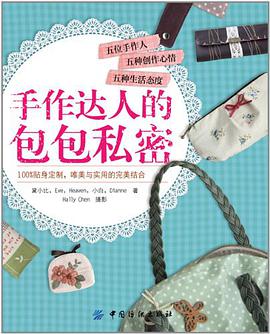 五位手作人
五种创作心情
五种生活态度
手作达人的
包包私密
100%贴身定制，唯美与实用的完美结合
黛小比，Eve，Heaven，小白，Dianne 著
Hally Chen 摄影
中国纺织出版社